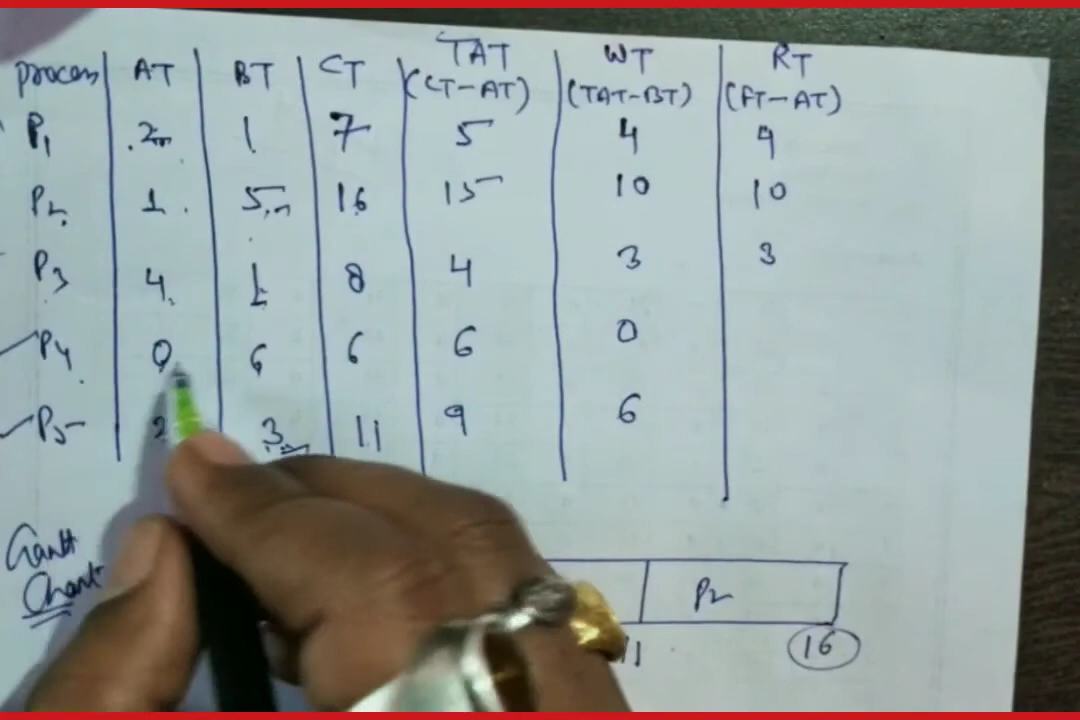 process AT BT CT TAT WT RT
(CT-AT) (TAT-BT) (FT-AT)
P1 2 1 7 5 4 4
P2 1 5 16 15 10 10
P3 4 1 8 4 3 3
P4 0 6 6 6 0
P5 2 3 11 9 6
Gantt
Chart
P2
11 16